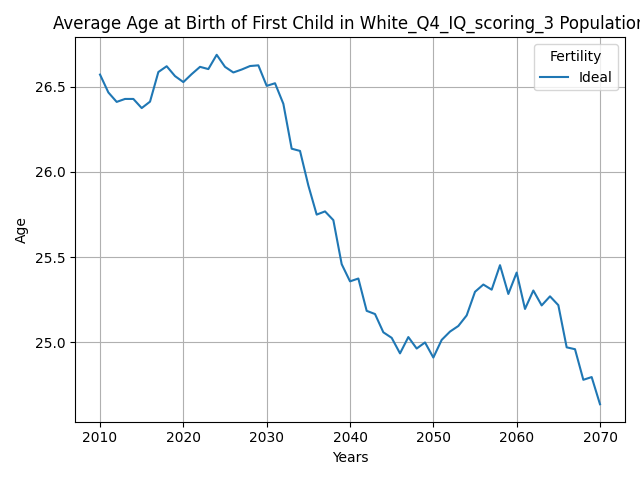 Average Age at Birth of First Child in White_Q4_IQ_scoring_3 Population
Fertility
Ideal
26.5
26.0
25.5
25.0
Age
2010 2020 2030 2040 2050 2060 2070
Years